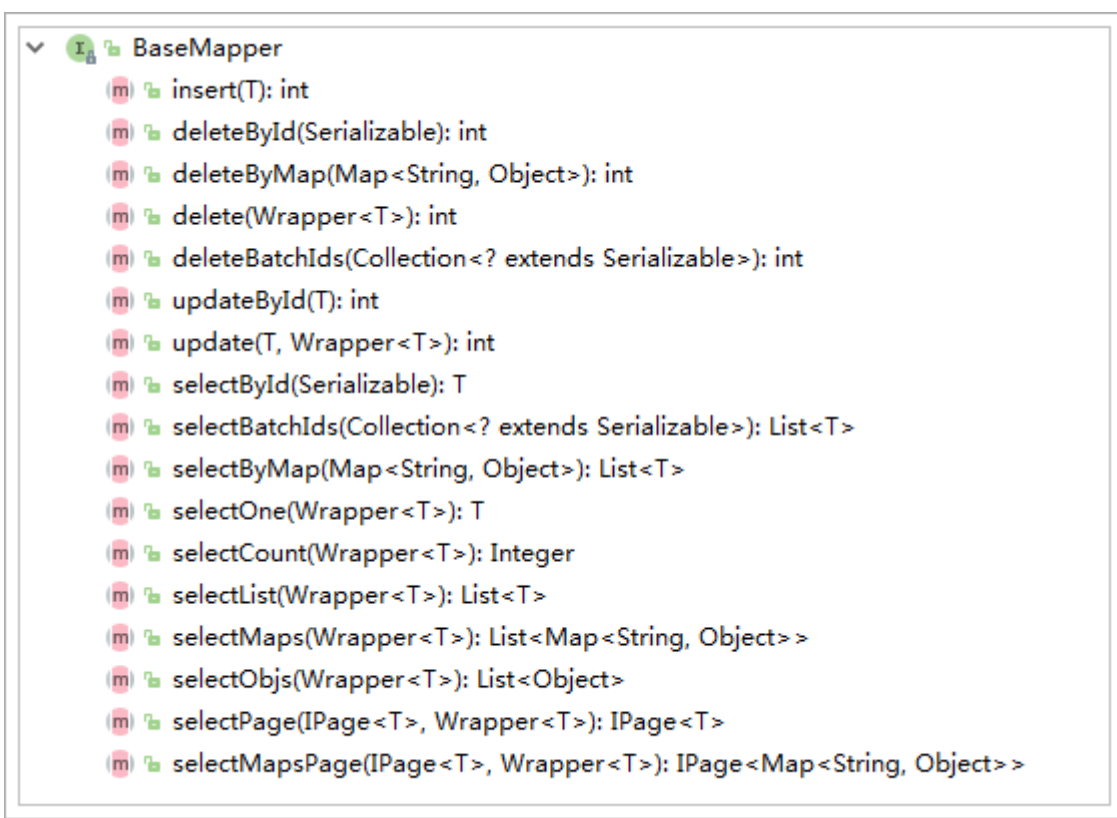 BaseMapper
insert(T): int
deleteById(Serializable): int
deleteByMap(Map<String, Object>): int
delete(Wrapper<T>): int
deleteBatchIds(Collection<? extends Serializable>): int
updateById(T): int
update(T, Wrapper<T>): int
selectById(Serializable): T
selectBatchIds(Collection<? extends Serializable>): List<T>
selectByMap(Map<String, Object>): List<T>
selectOne(Wrapper<T>): T
selectCount(Wrapper<T>): Integer
selectList(Wrapper<T>): List<T>
selectMaps(Wrapper<T>): List<Map<String, Object>>
selectObjs(Wrapper<T>): List<Object>
selectPage(IPage<T>, Wrapper<T>): IPage<T>
selectMapsPage(IPage<T>, Wrapper<T>): IPage<Map<String, Object>>